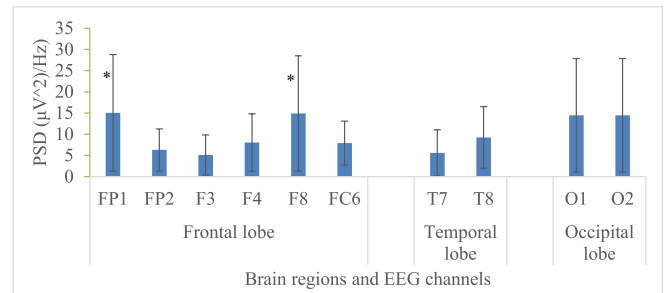 PSD (μV^2)/Hz)
35
30
25
20
15
10
5
0
*
*
FP1 FP2 F3 F4 F8 FC6 T7 T8 O1 O2
Frontal lobe
Temporal
lobe
Occipital
lobe
Brain regions and EEG channels